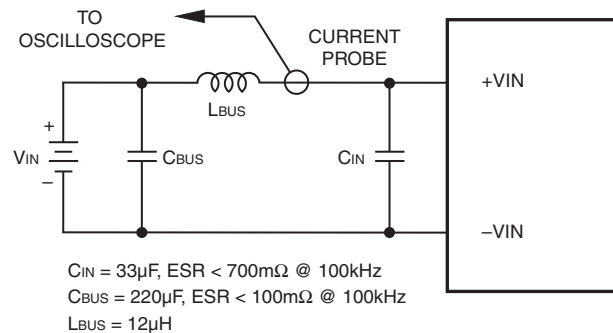 TO
OSCILLOSCOPE
CURRENT
PROBE
LBUS
+VIN
+
VIN
–
CBUS
CIN
–VIN
CIN = 33µF, ESR < 700mΩ @ 100kHz
CBUS = 220µF, ESR < 100mΩ @ 100kHz
LBUS = 12µH